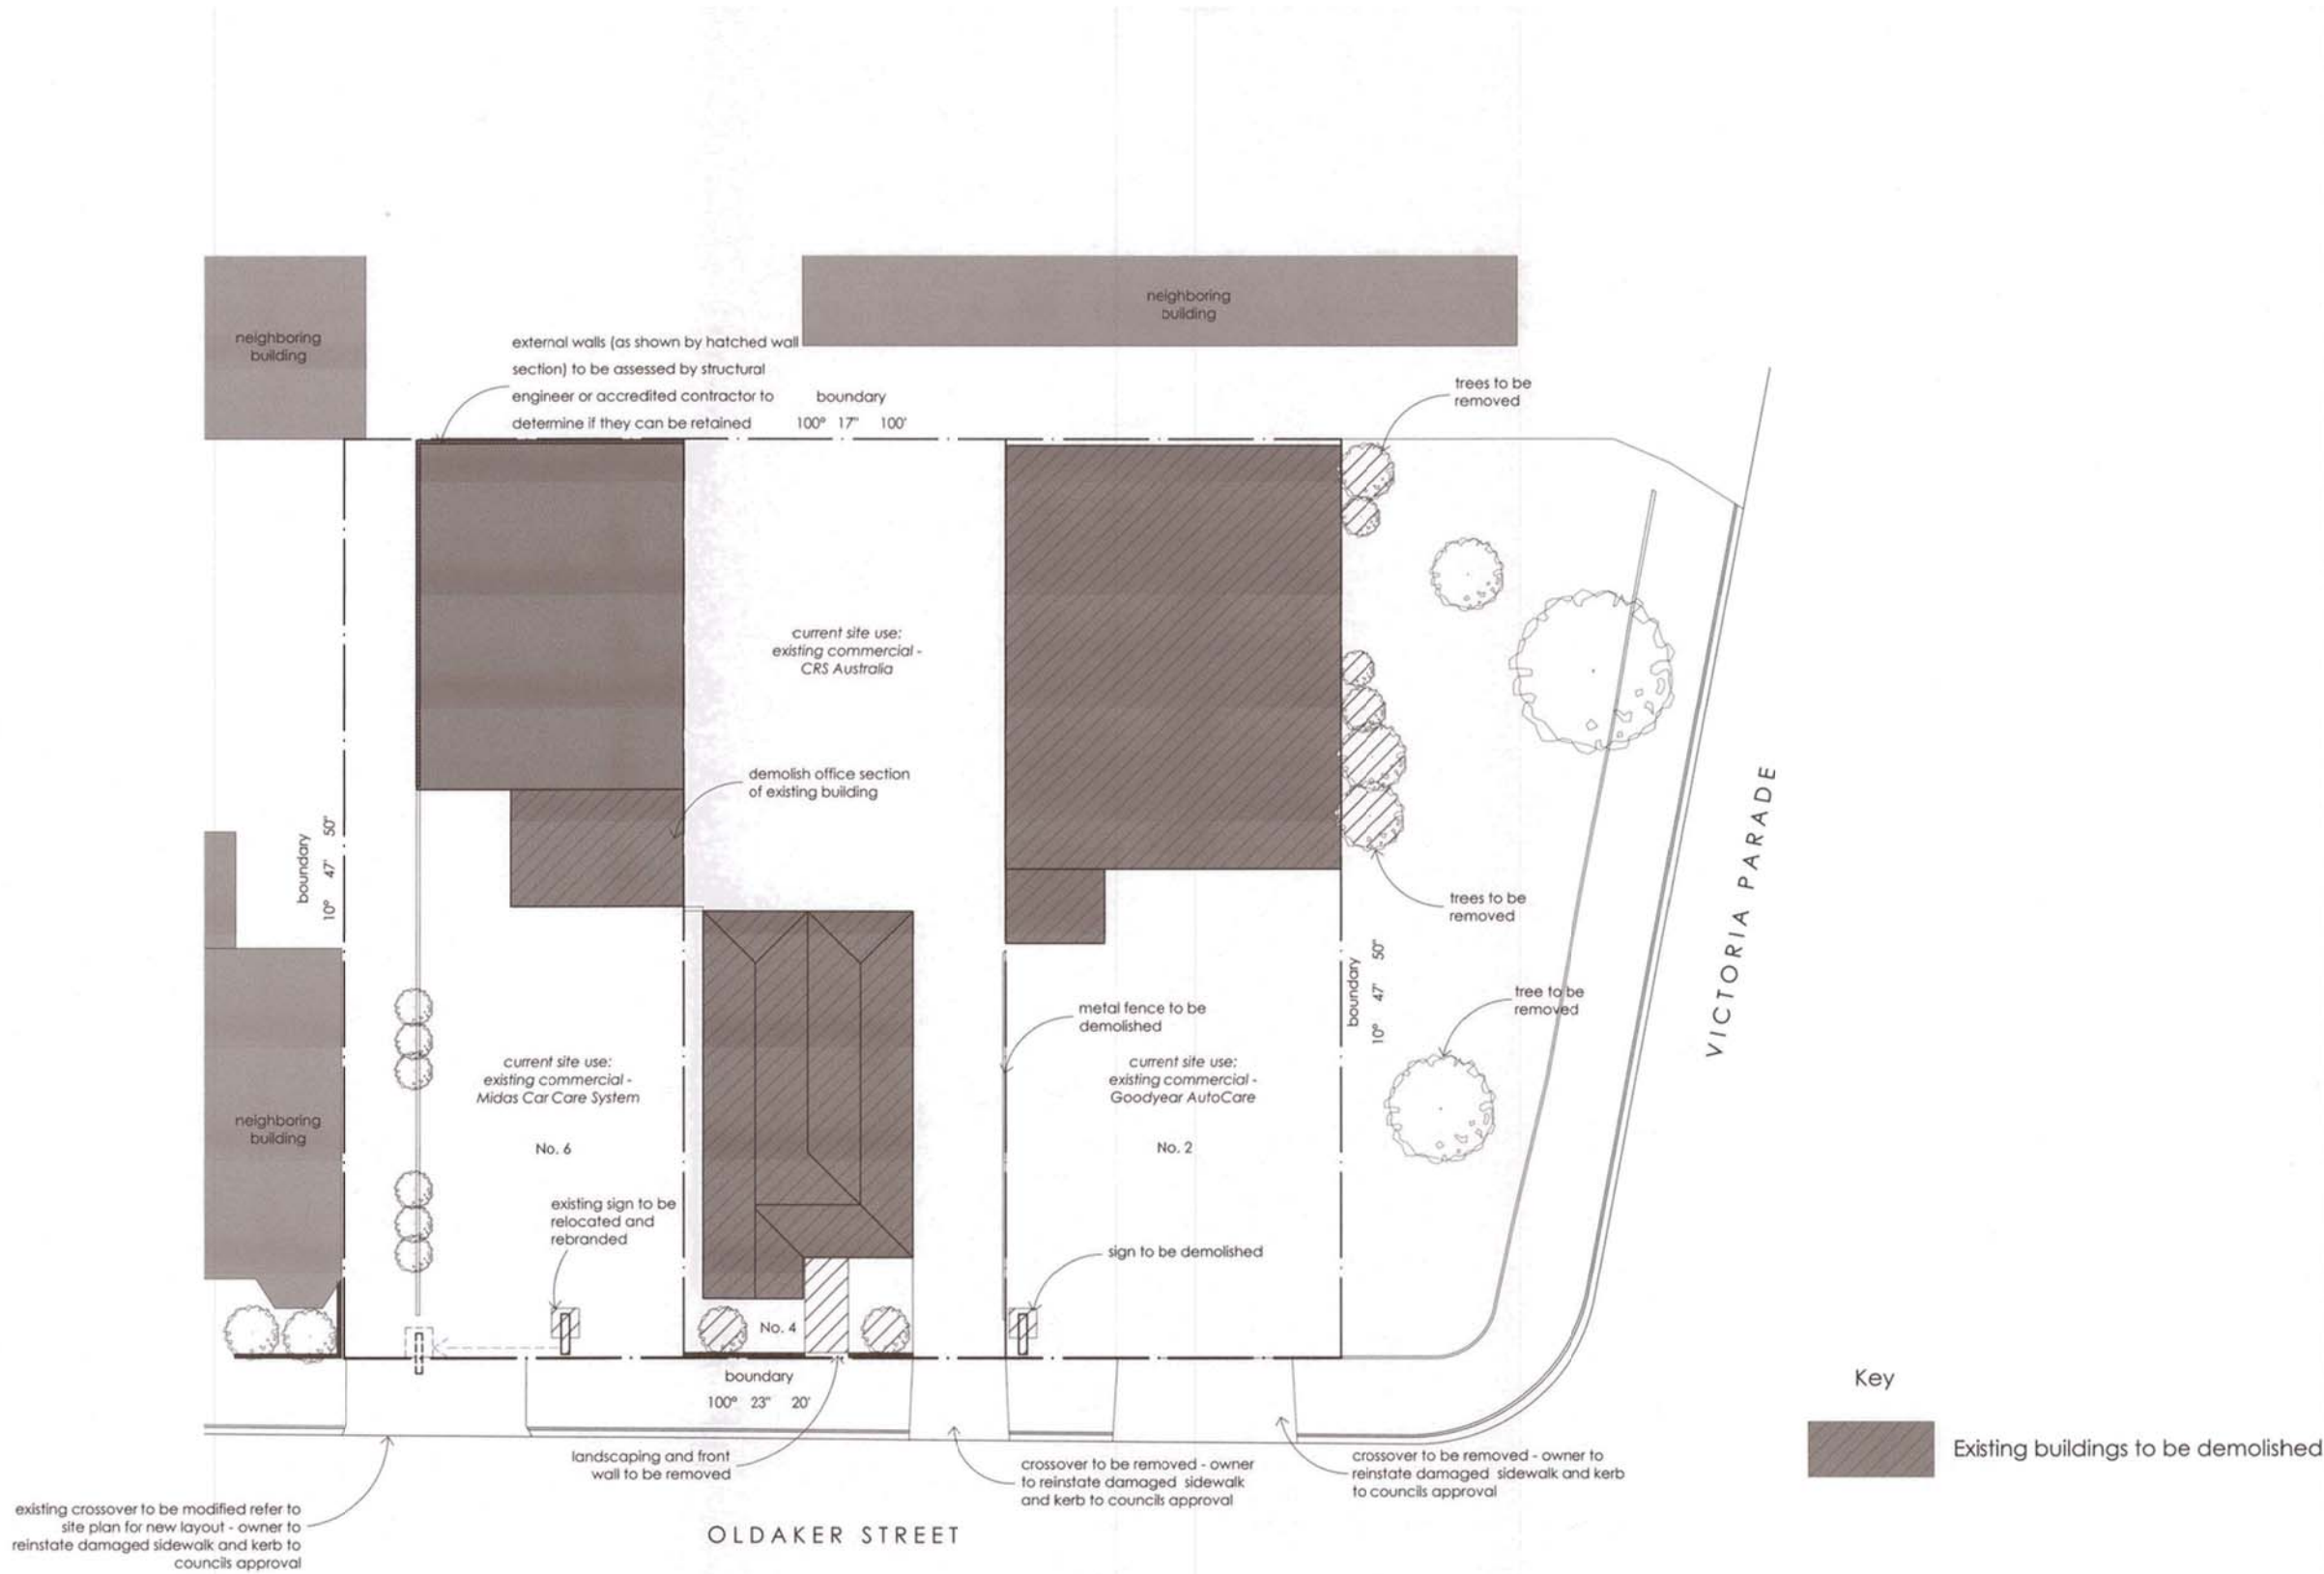 neighboring
building
neighboring
building
external walls (as shown by hatched wall
section) to be assessed by structural
engineer or accredited contractor to
determine if they can be retained
boundary
100° 17" 100'
trees to be
removed
current site use:
existing commercial -
CRS Australia
demolish office section
of existing building
boundary
10° 47' 50"
trees to be
removed
VICTORIA PARADE
boundary
10° 47' 50"
tree to be
removed
metal fence to be
demolished
current site use:
existing commercial -
Midas Car Care System
No. 6
current site use:
existing commercial -
Goodyear AutoCare
No. 2
neighboring
building
existing sign to be
relocated and
rebranded
sign to be demolished
No. 4
boundary
100° 23" 20'
Key
Existing buildings to be demolished
landscaping and front
wall to be removed
crossover to be removed - owner
to reinstate damaged sidewalk
and kerb to councils approval
crossover to be removed - owner to
reinstate damaged sidewalk and kerb
to councils approval
existing crossover to be modified refer to
site plan for new layout - owner to
reinstate damaged sidewalk and kerb to
councils approval
OLDAKER STREET